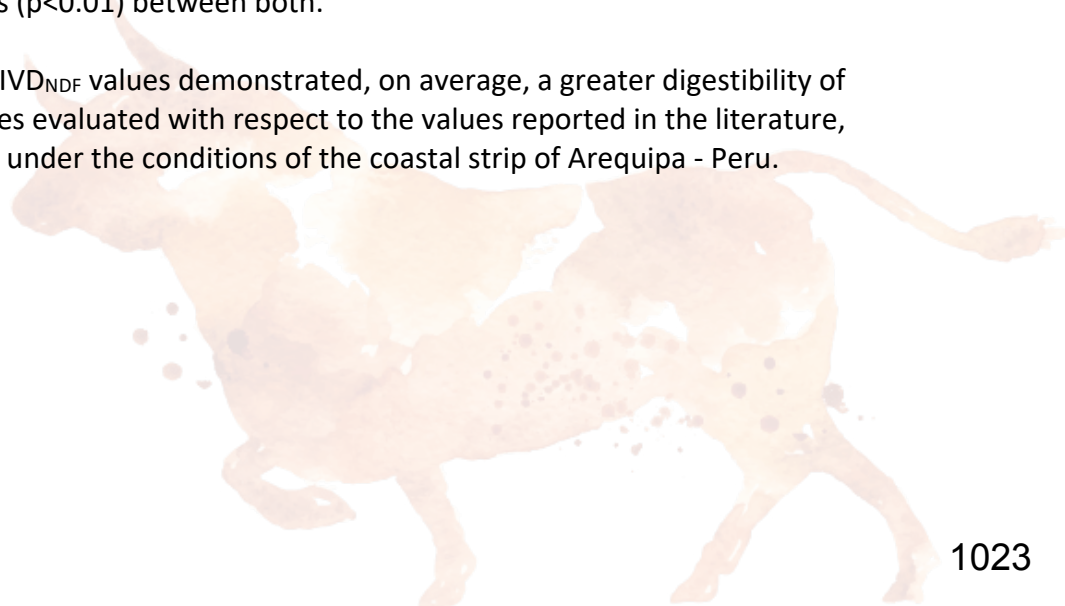 s (p<0.01) between both.
IVDNDF values demonstrated, on average, a greater digestibility of
es evaluated with respect to the values reported in the literature,
under the conditions of the coastal strip of Arequipa - Peru.
1023